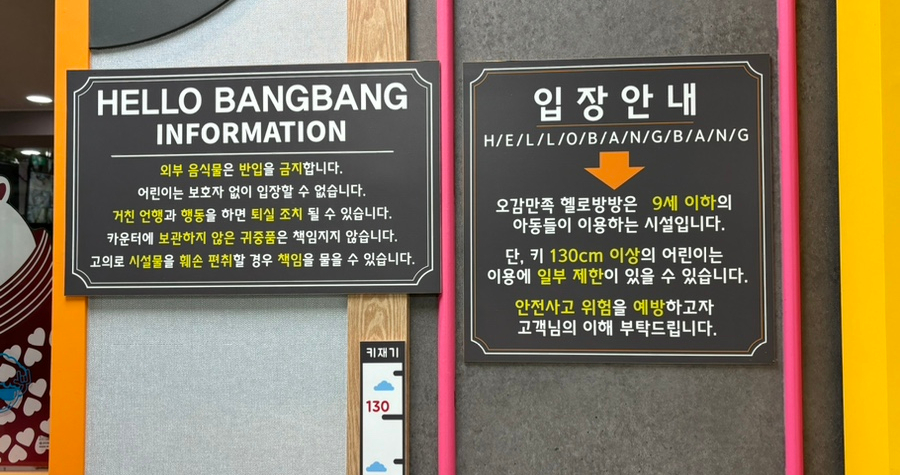 HELLO BANGBANG
INFORMATION
외부 음식물은 반입을 금지합니다.
어린이는 보호자 없이 입장할 수 없습니다.
거친 언행과 행동을 하면 퇴실 조치 될 수 있습니다.
카운터에 보관하지 않은 귀중품은 책임지지 않습니다.
고의로 시설물을 훼손 편취할 경우 책임을 물을 수 있습니다.
입장안내
H/E/L/L/O/B/A/N/G/B/A/N/G
오감만족 헬로방방은 9세 이하의
아동들이 이용하는 시설입니다.
단, 키 130cm 이상의 어린이는
이용에 일부 제한이 있을 수 있습니다.
안전사고 위험을 예방하고자
고객님의 이해 부탁드립니다.
키재기
130